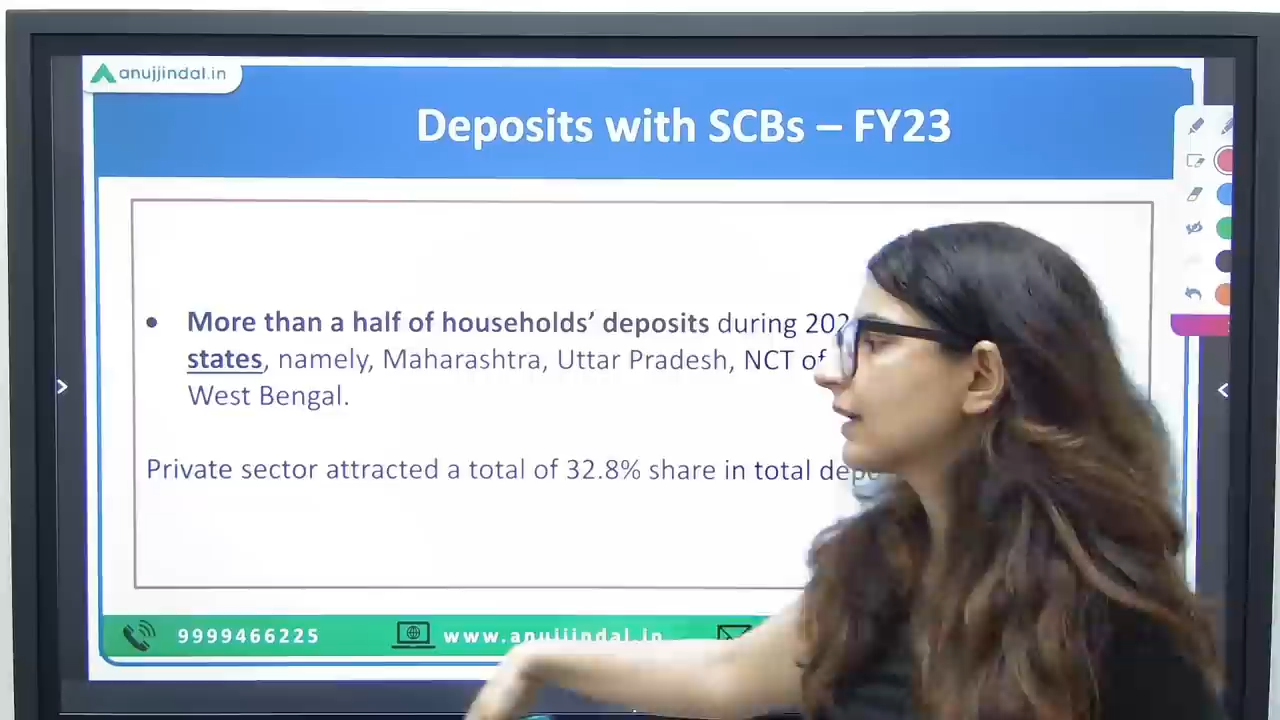 anujjindal.in
Deposits with SCBs – FY23
• More than a half of households’ deposits during
states, namely, Maharashtra, Uttar Pradesh, NCT of
West Bengal.
Private sector attracted a total of 32.8% share in total
9999466225
www.anujjindal.in